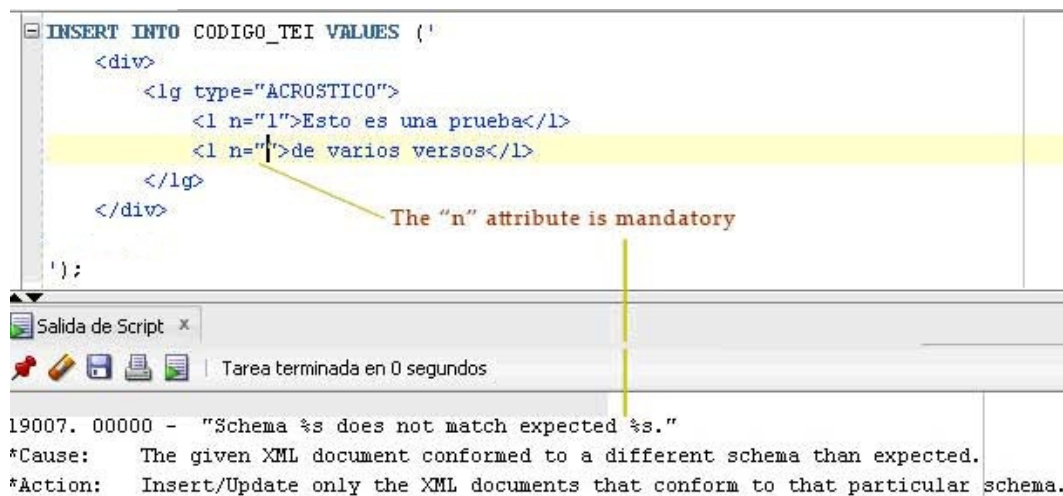 INSERT INTO CODIGO_TEI VALUES ('
<div>
<lg type="ACROSTICO">
<l n="1">Esto es una prueba</l>
<l n="">de varios versos</l>
</lg>
</div>
The "n" attribute is mandatory
');
Salida de Script x
Tarea terminada en 0 segundos
19007. 00000 - "Schema %s does not match expected %s."
*Cause: The given XML document conformed to a different schema than expected.
*Action: Insert/Update only the XML documents that conform to that particular schema